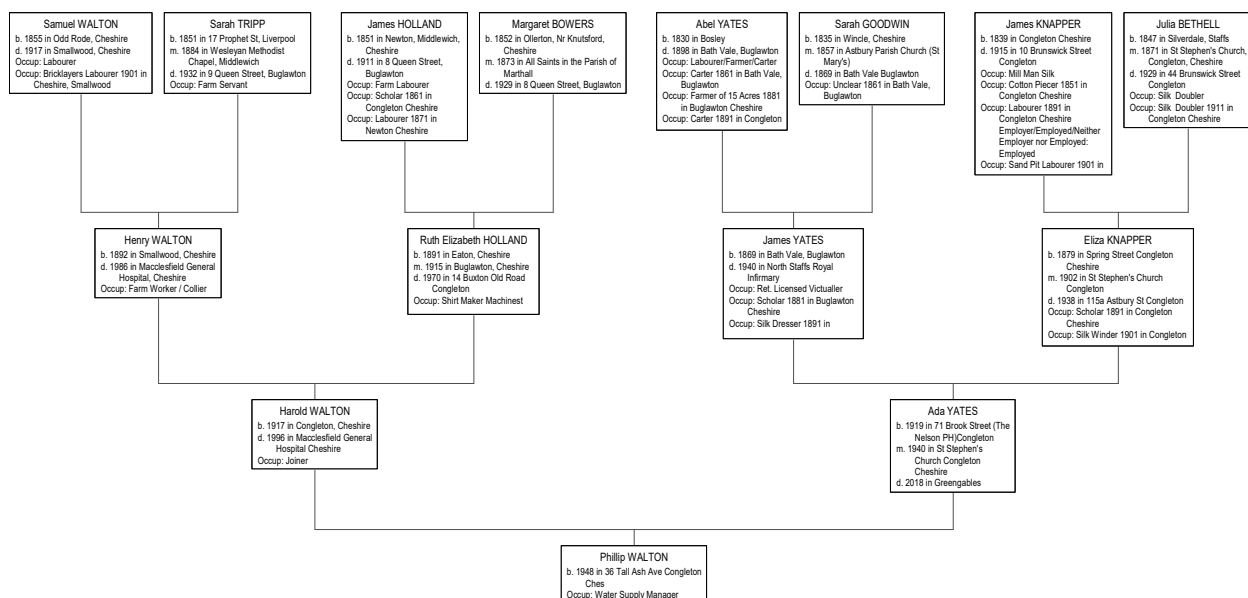 Samuel WALTON
b. 1855 in Odd Rode, Cheshire
d. 1917 in Smallwood, Cheshire
Occup: Labourer
Occup: Bricklayers Labourer 1901 in
Cheshire, Smallwood
Sarah TRIPP
b. 1851 in 17 Prophet St, Liverpool
m. 1884 in Wesleyan Methodist
Chapel, Middlewich
d. 1932 in 9 Queen Street, Buglawton
Occup: Farm Servant
James HOLLAND
b. 1851 in Newton, Middlewich,
Cheshire
d. 1911 in 8 Queen Street,
Buglawton
Occup: Farm Labourer
Occup: Scholar 1861 in
Congleton Cheshire
Occup: Labourer 1871 in
Newton Cheshire
Margaret BOWERS
b. 1852 in Ollerton, Nr Knutsford,
Cheshire
m. 1873 in All Saints in the Parish of
Marthall
d. 1929 in 8 Queen Street, Buglawton
Abel YATES
b. 1830 in Bosley
d. 1898 in Bath Vale, Buglawton
Occup: Labourer/Farmer/Carter
Occup: Carter 1861 in Bath Vale,
Buglawton
Occup: Farmer of 15 Acres 1881
in Buglawton Cheshire
Occup: Carter 1891 in Congleton
Sarah GOODWIN
b. 1835 in Wincle, Cheshire
m. 1857 in Astbury Parish Church (St
Mary's)
d. 1869 in Bath Vale Buglawton
Occup: Unclear 1861 in Bath Vale,
Buglawton
James KNAPPER
b. 1839 in Congleton Cheshire
d. 1915 in 10 Brunswick Street
Congleton
Occup: Mill Man Silk
Occup: Cotton Piecer 1851 in
Congleton Cheshire
Occup: Labourer 1891 in
Congleton Cheshire
Employer/Employed/Neither
Employer nor Employed:
Employed
Occup: Sand Pit Labourer 1901 in
Julia BETHELL
b. 1847 in Silverdale, Staffs
m. 1871 in St Stephen's Church,
Congleton, Cheshire
d. 1929 in 44 Brunswick Street
Congleton
Occup: Silk Doubler
Occup: Silk Doubler 1911 in
Congleton Cheshire
Henry WALTON
b. 1892 in Smallwood, Cheshire
d. 1986 in Macclesfield General
Hospital, Cheshire
Occup: Farm Worker / Collier
Ruth Elizabeth HOLLAND
b. 1891 in Eaton, Cheshire
m. 1915 in Buglawton, Cheshire
d. 1970 in 14 Buxton Old Road
Congleton
Occup: Shirt Maker Machinest
James YATES
b. 1869 in Bath Vale, Buglawton
d. 1940 in North Staffs Royal
Infirmary
Occup: Ret. Licensed Victualler
Occup: Scholar 1881 in Buglawton
Cheshire
Occup: Silk Dresser 1891 in
Eliza KNAPPER
b. 1879 in Spring Street Congleton
Cheshire
m. 1902 in St Stephen's Church
Congleton
d. 1938 in 115a Astbury St Congleton
Occup: Scholar 1891 in Congleton
Cheshire
Occup: Silk Winder 1901 in Congleton
Harold WALTON
b. 1917 in Congleton, Cheshire
d. 1996 in Macclesfield General
Hospital Cheshire
Occup: Joiner
Ada YATES
b. 1919 in 71 Brook Street (The
Nelson PH)Congleton
m. 1940 in St Stephen's
Church Congleton
Cheshire
d. 2018 in Greengables
Phillip WALTON
b. 1948 in 36 Tall Ash Ave Congleton
Ches
Occup: Water Supply Manager